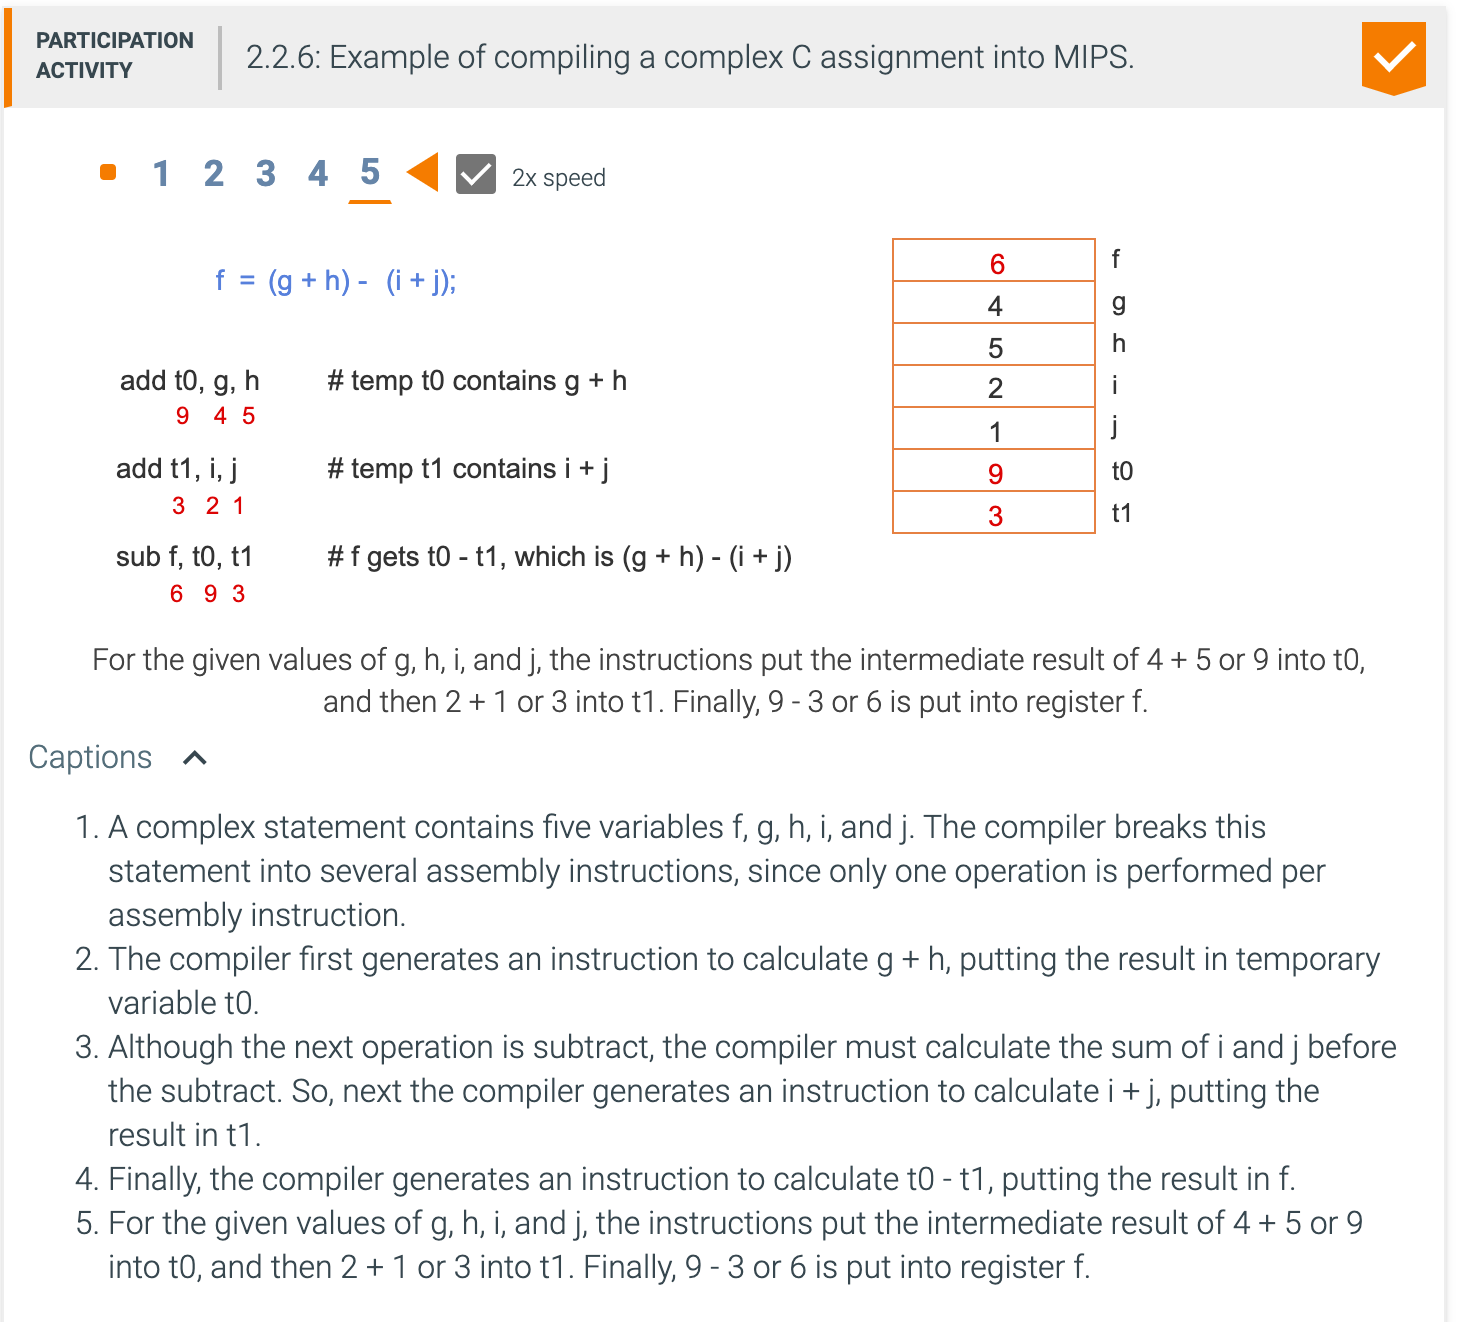 PARTICIPATION
ACTIVITY
2.2.6: Example of compiling a complex C assignment into MIPS.
1 2 3 4 5 2x speed
f = (g + h) - (i + j);
add t0, g, h # temp t0 contains g + h
9 4 5
add t1, i, j # temp t1 contains i + j
3 2 1
sub f, t0, t1 # f gets t0 - t1, which is (g + h) - (i + j)
6 9 3
6 f
4 g
5 h
2 i
1 j
9 t0
3 t1
For the given values of g, h, i, and j, the instructions put the intermediate result of 4 + 5 or 9 into t0,
and then 2 + 1 or 3 into t1. Finally, 9 - 3 or 6 is put into register f.
Captions
1. A complex statement contains five variables f, g, h, i, and j. The compiler breaks this
statement into several assembly instructions, since only one operation is performed per
assembly instruction.
2. The compiler first generates an instruction to calculate g + h, putting the result in temporary
variable t0.
3. Although the next operation is subtract, the compiler must calculate the sum of i and j before
the subtract. So, next the compiler generates an instruction to calculate i + j, putting the
result in t1.
4. Finally, the compiler generates an instruction to calculate t0 - t1, putting the result in f.
5. For the given values of g, h, i, and j, the instructions put the intermediate result of 4 + 5 or 9
into t0, and then 2 + 1 or 3 into t1. Finally, 9 - 3 or 6 is put into register f.